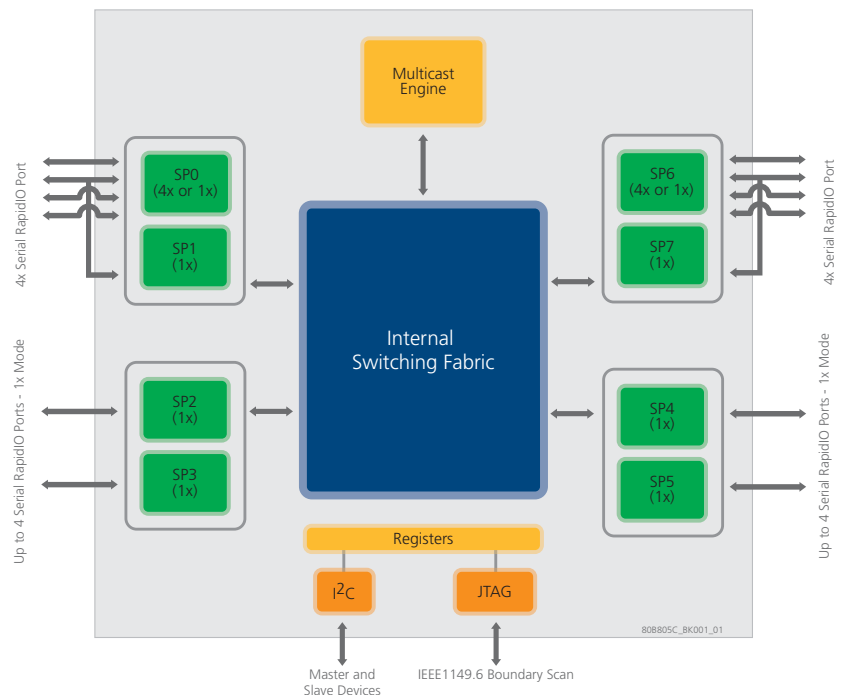 Multicast
Engine
4x Serial RapidIO Port
SP0
(4x or 1x)
SP1
(1x)
SP6
(4x or 1x)
SP7
(1x)
4x Serial RapidIO Port
Internal
Switching Fabric
Up to 4 Serial RapidIO Ports - 1x Mode
SP2
(1x)
SP3
(1x)
SP4
(1x)
SP5
(1x)
Up to 4 Serial RapidIO Ports - 1x Mode
Registers
I2C
JTAG
80B805C_BK001_01
Master and
Slave Devices
IEEE1149.6 Boundary Scan